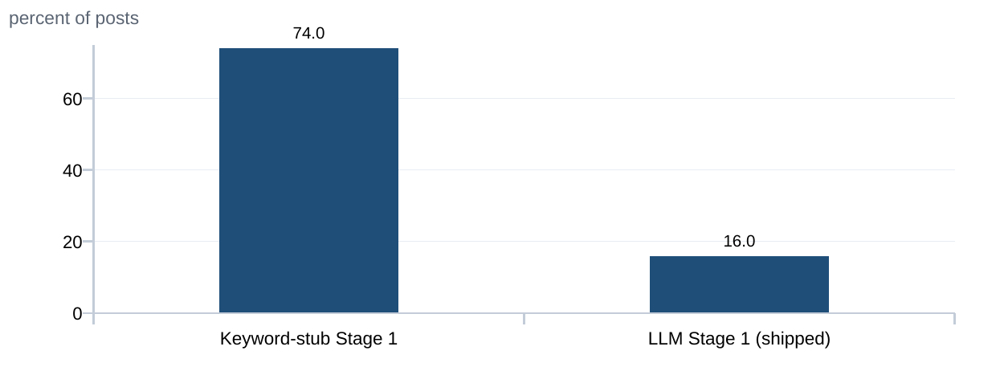 percent of posts
74.0
60
40
20
16.0
0
Keyword-stub Stage 1
LLM Stage 1 (shipped)